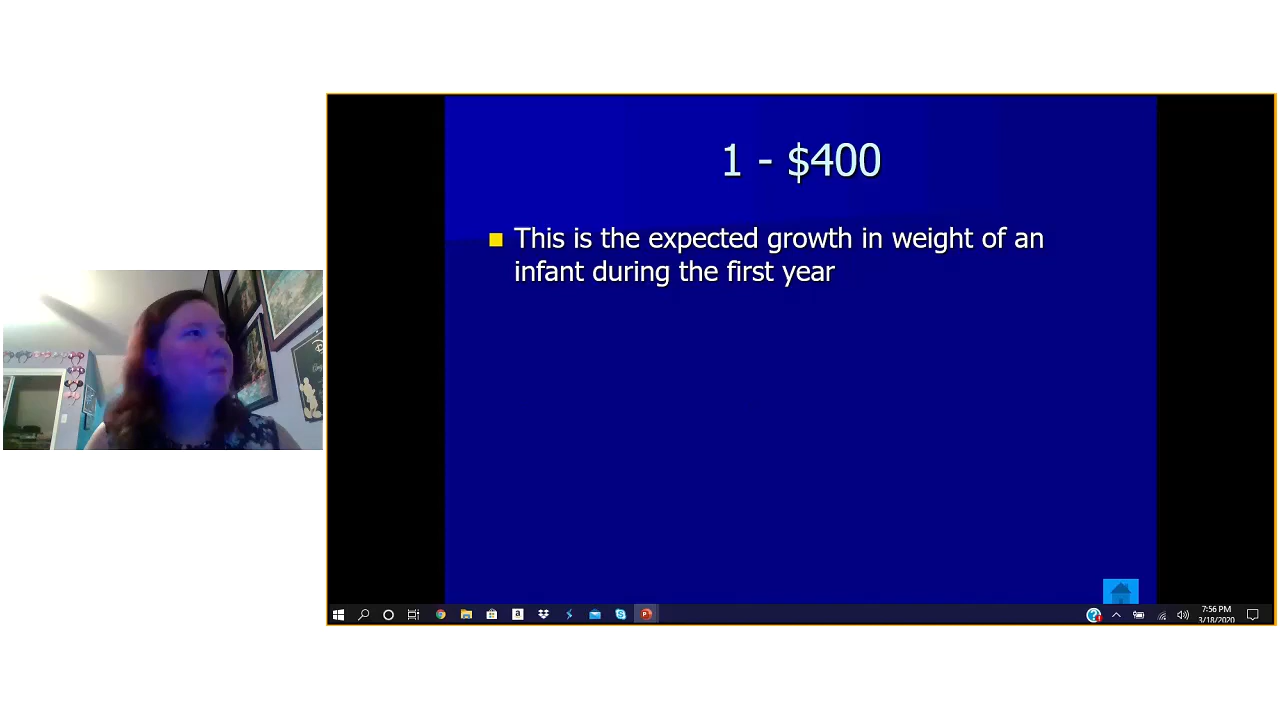 1 - $400
This is the expected growth in weight of an
infant during the first year
7:56 PM
3/18/2020